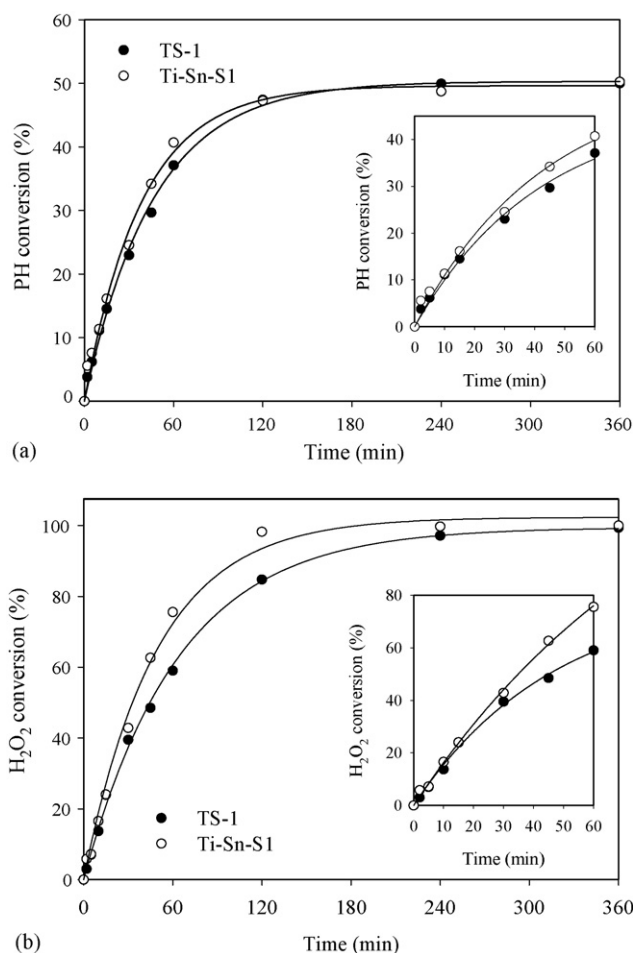 60
50
40
30
20
10
0
PH conversion (%)
TS-1
Ti-Sn-S1
40
30
20
10
0
PH conversion (%)
0 10 20 30 40 50 60
Time (min)
0 60 120 180 240 300 360
Time (min)
(a)
100
80
60
40
20
0
H₂O₂ conversion (%)
80
60
40
20
0
H₂O₂ conversion (%)
0 10 20 30 40 50 60
Time (min)
TS-1
Ti-Sn-S1
0 60 120 180 240 300 360
Time (min)
(b)